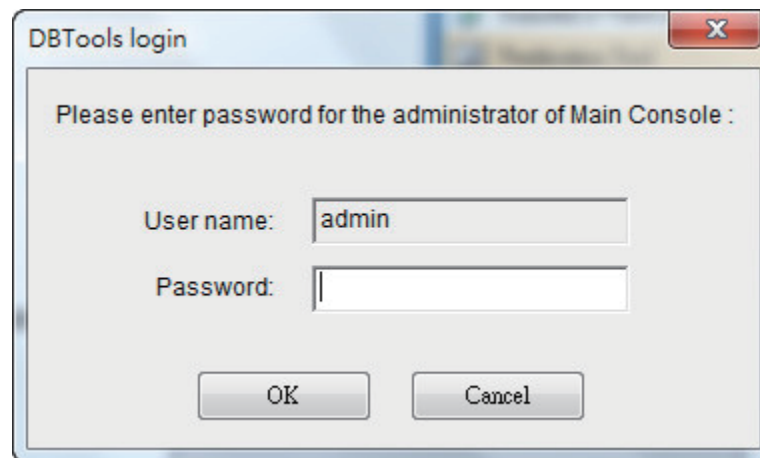 DBTools login
Please enter password for the administrator of Main Console :
User name: admin
Password:
OK Cancel